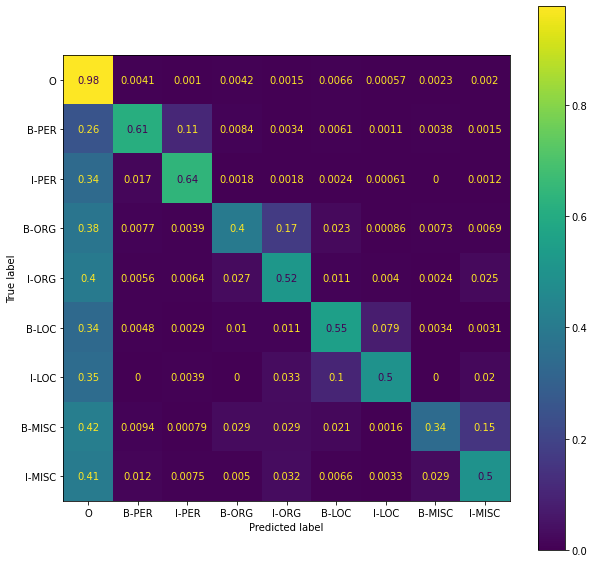 O 0.98 0.0041 0.001 0.0042 0.0015 0.0066 0.00057 0.0023 0.002
B-PER 0.26 0.61 0.11 0.0084 0.0034 0.0061 0.0011 0.0038 0.0015
I-PER 0.34 0.017 0.64 0.0018 0.0018 0.0024 0.00061 0 0.0012
B-ORG 0.38 0.0077 0.0039 0.4 0.17 0.023 0.00086 0.0073 0.0069
I-ORG 0.4 0.0056 0.0064 0.027 0.52 0.011 0.004 0.0024 0.025
B-LOC 0.34 0.0048 0.0029 0.01 0.011 0.55 0.079 0.0034 0.0031
I-LOC 0.35 0 0.0039 0 0.033 0.1 0.5 0 0.02
B-MISC 0.42 0.0094 0.00079 0.029 0.029 0.021 0.0016 0.34 0.15
I-MISC 0.41 0.012 0.0075 0.005 0.032 0.0066 0.0033 0.029 0.5
O B-PER I-PER B-ORG I-ORG B-LOC I-LOC B-MISC I-MISC
Predicted label
True label
0.8
0.6
0.4
0.2
0.0